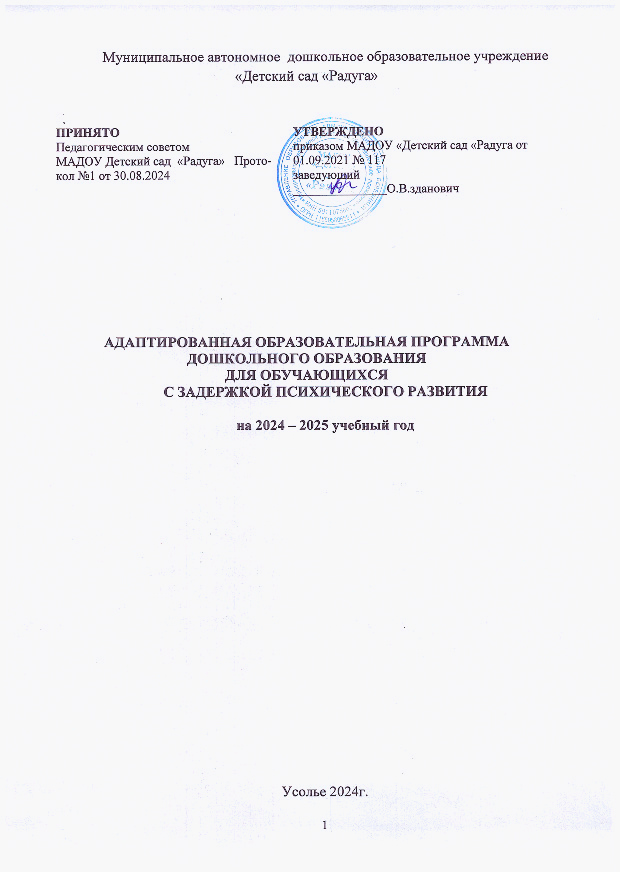 Муниципальное автономное дошкольное образовательное учреждение
«Детский сад «Радуга»
ПРИНЯТО
Педагогическим советом
МАДОУ Детский сад «Радуга» Прото-
кол №1 от 30.08.2024
УТВЕРЖДЕНО
приказом МАДОУ «Детский сад «Радуга от
01.09.2021 № 117
заведующий
О.В.зданович
АДАПТИРОВАННАЯ ОБРАЗОВАТЕЛЬНАЯ ПРОГРАММА
ДОШКОЛЬНОГО ОБРАЗОВАНИЯ
ДЛЯ ОБУЧАЮЩИХСЯ
С ЗАДЕРЖКОЙ ПСИХИЧЕСКОГО РАЗВИТИЯ
на 2024 – 2025 учебный год
Усолье 2024г.
1